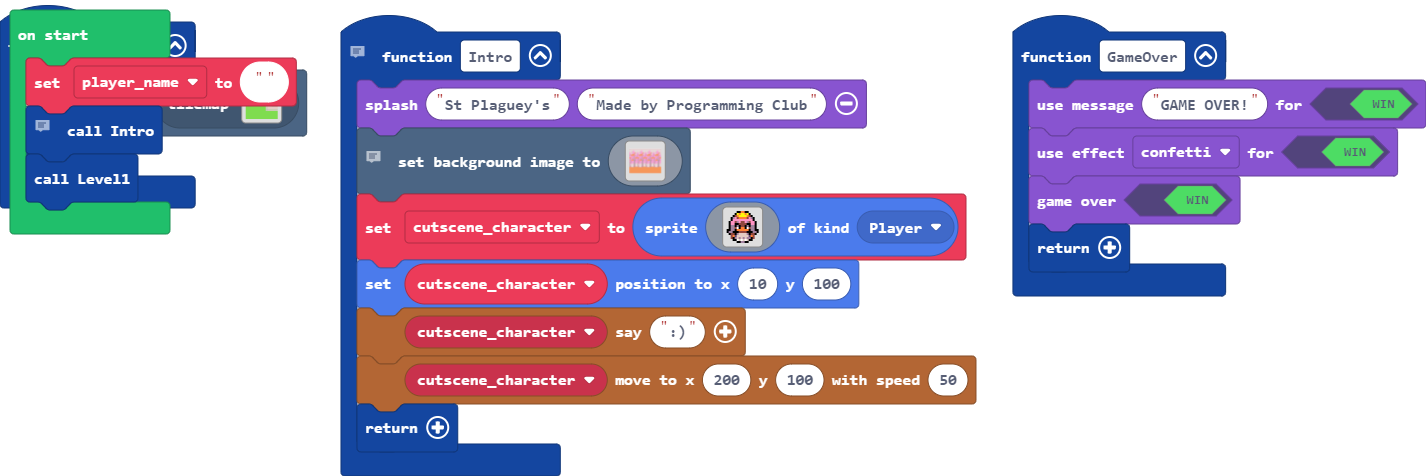 on start
set player_name to " "
tilemap
call Intro
call Level1
function Intro
splash "St Plaguey's" "Made by Programming Club"
set background image to
set cutscene_character to sprite of kind Player
set cutscene_character position to x 10 y 100
cutscene_character say ":)"
cutscene_character move to x 200 y 100 with speed 50
return
function GameOver
use message "GAME OVER!" for WIN
use effect confetti for WIN
game over WIN
return